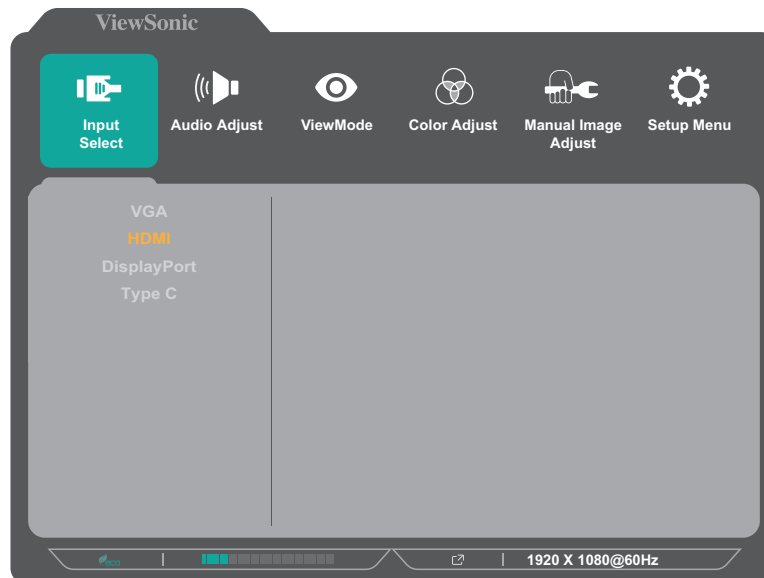 ViewSonic
Input
Select
Audio Adjust
ViewMode
Color Adjust
Manual Image
Adjust
Setup Menu
VGA
HDMI
DisplayPort
Type C
eco
1920 X 1080@60Hz